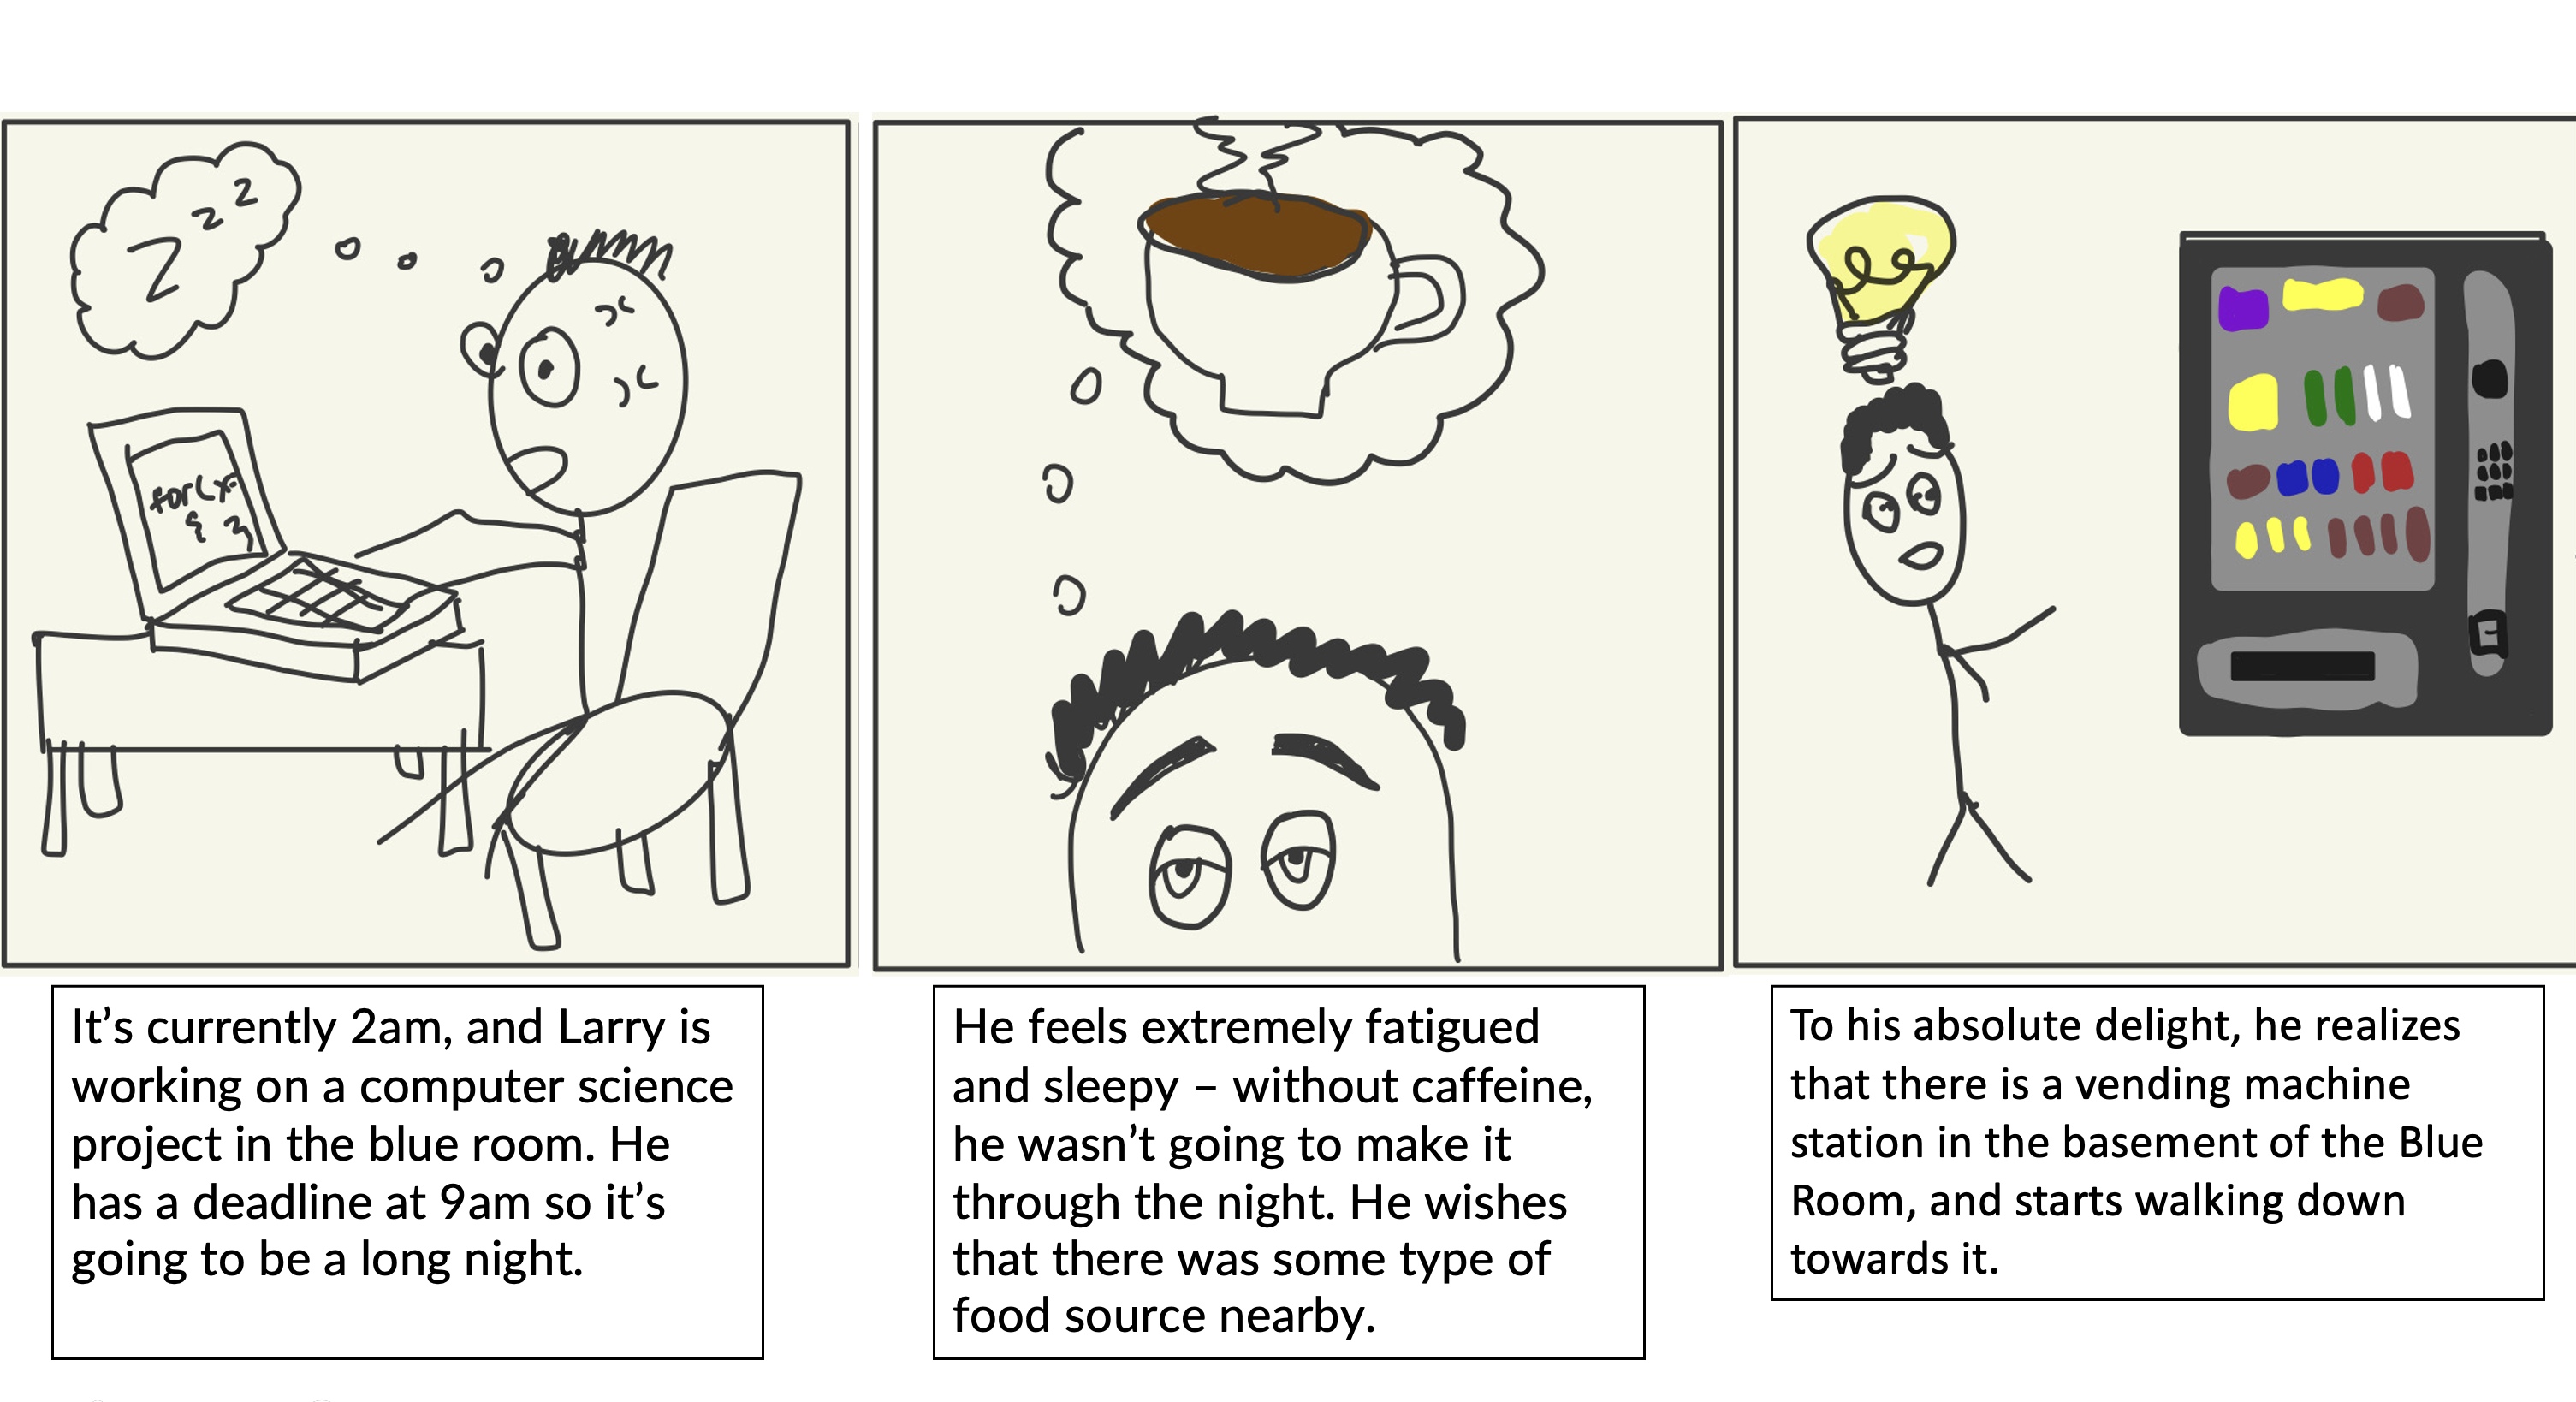 Z z z
for(x=
{ }
It’s currently 2am, and Larry is
working on a computer science
project in the blue room. He
has a deadline at 9am so it’s
going to be a long night.
He feels extremely fatigued
and sleepy – without caffeine,
he wasn’t going to make it
through the night. He wishes
that there was some type of
food source nearby.
To his absolute delight, he realizes
that there is a vending machine
station in the basement of the Blue
Room, and starts walking down
towards it.